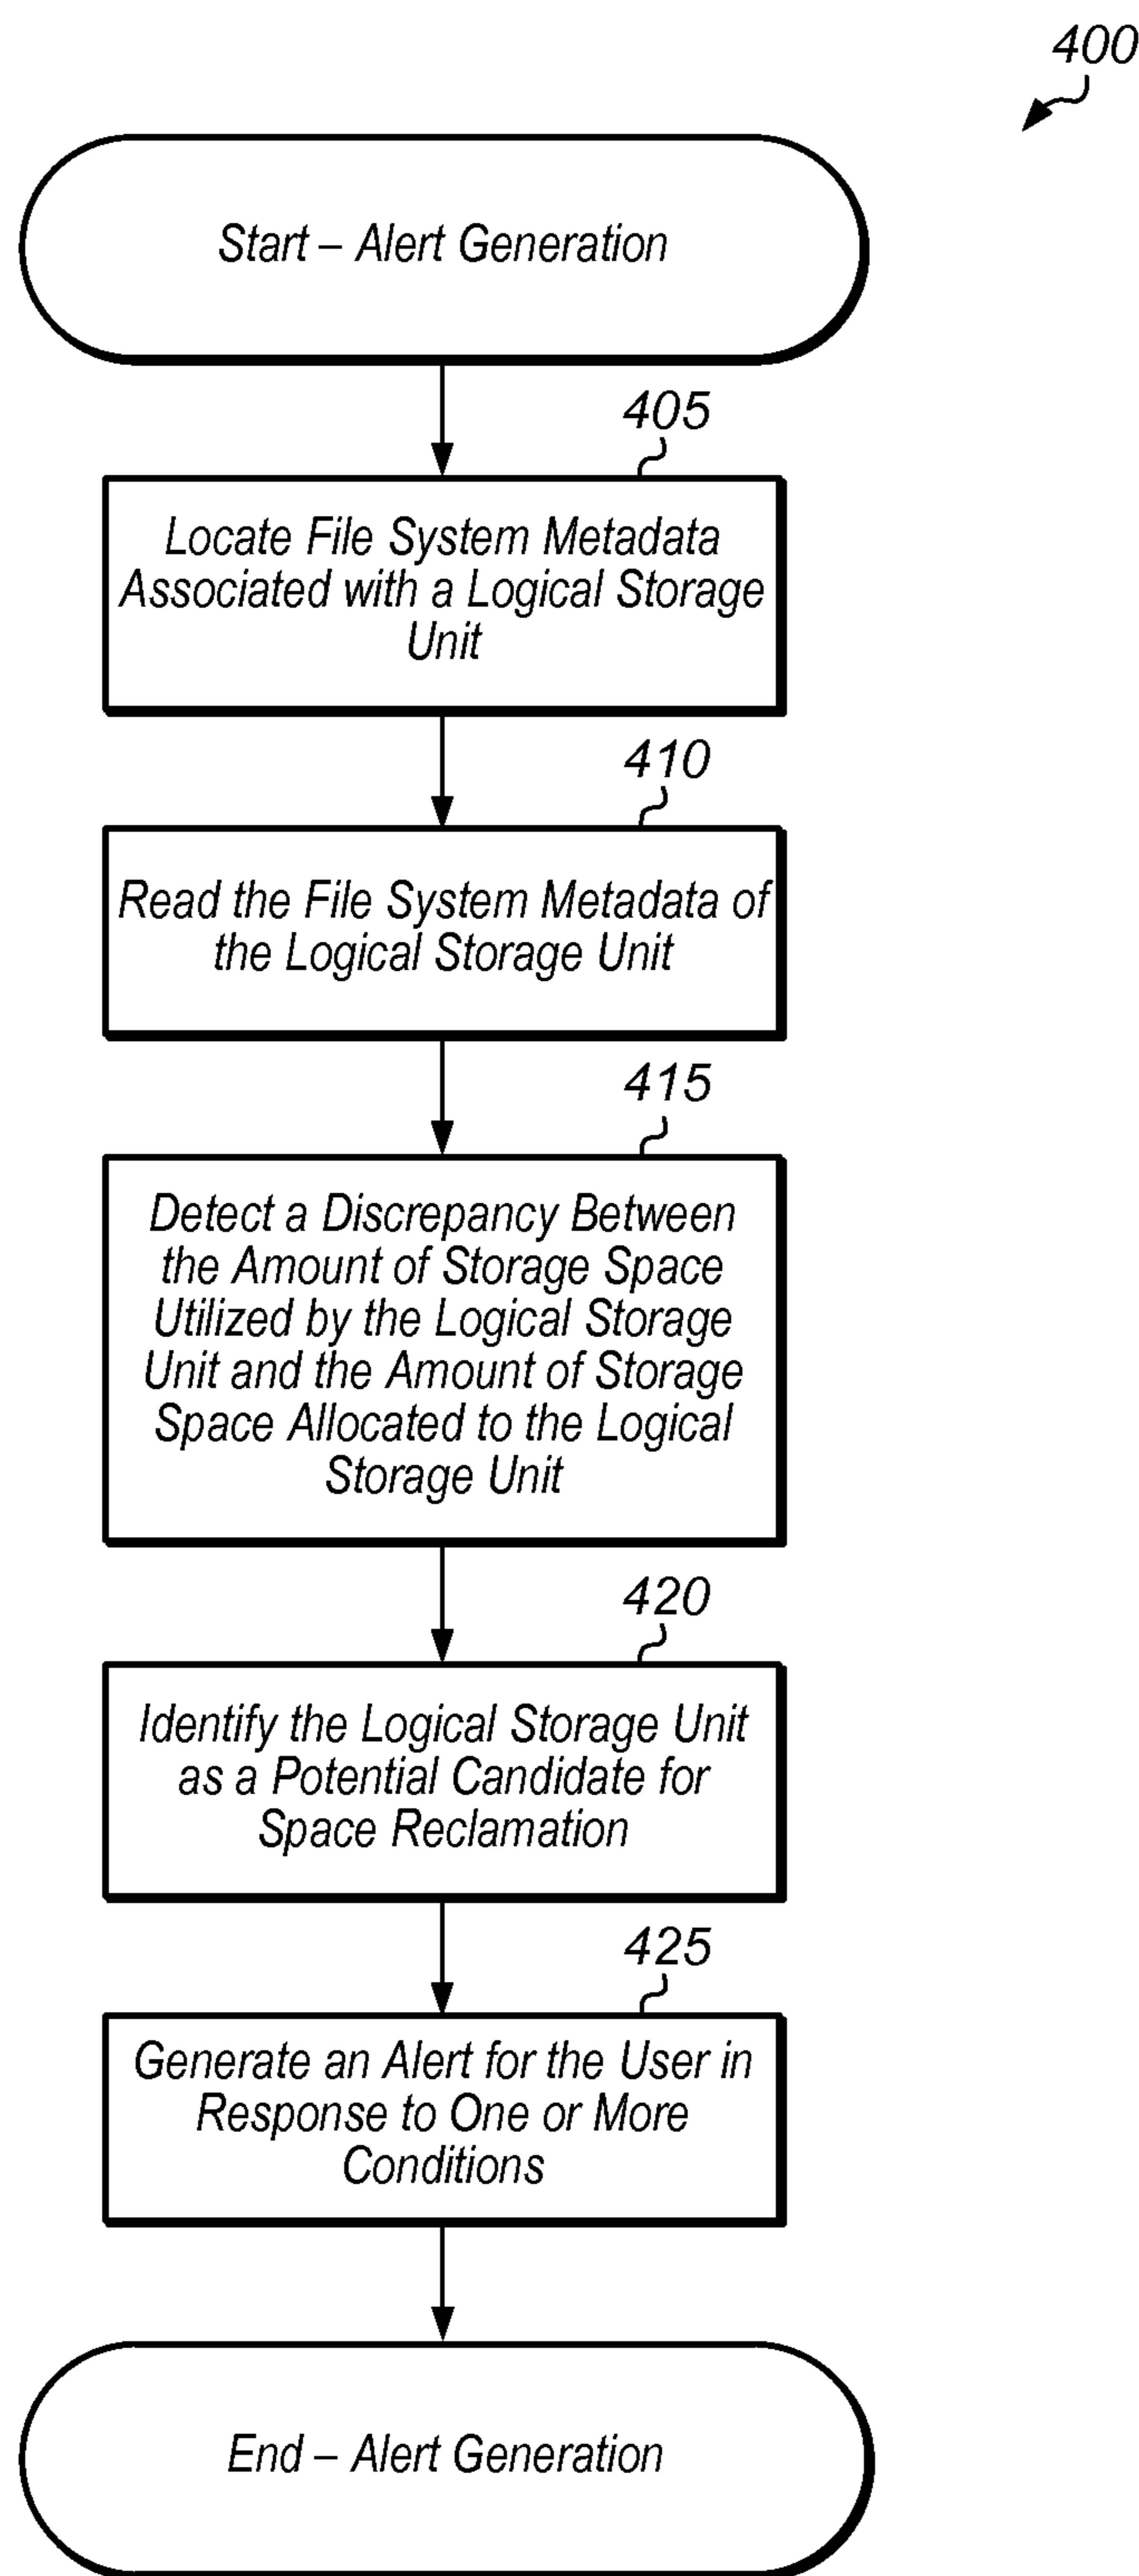 400
Start – Alert Generation
405
Locate File System Metadata
Associated with a Logical Storage
Unit
410
Read the File System Metadata of
the Logical Storage Unit
415
Detect a Discrepancy Between
the Amount of Storage Space
Utilized by the Logical Storage
Unit and the Amount of Storage
Space Allocated to the Logical
Storage Unit
420
Identify the Logical Storage Unit
as a Potential Candidate for
Space Reclamation
425
Generate an Alert for the User in
Response to One or More
Conditions
End – Alert Generation